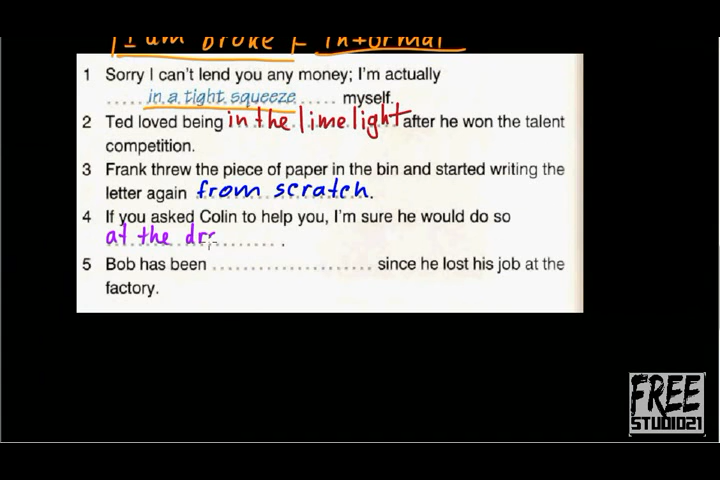 I am broke - informal
1 Sorry I can't lend you any money; I'm actually
..... in a tight squeeze ..... myself.
2 Ted loved being in the limelight after he won the talent
competition.
3 Frank threw the piece of paper in the bin and started writing the
letter again from scratch.
4 If you asked Colin to help you, I'm sure he would do so
at the dr .......... .
5 Bob has been ........................ since he lost his job at the
factory.
FREE
STUDIO21